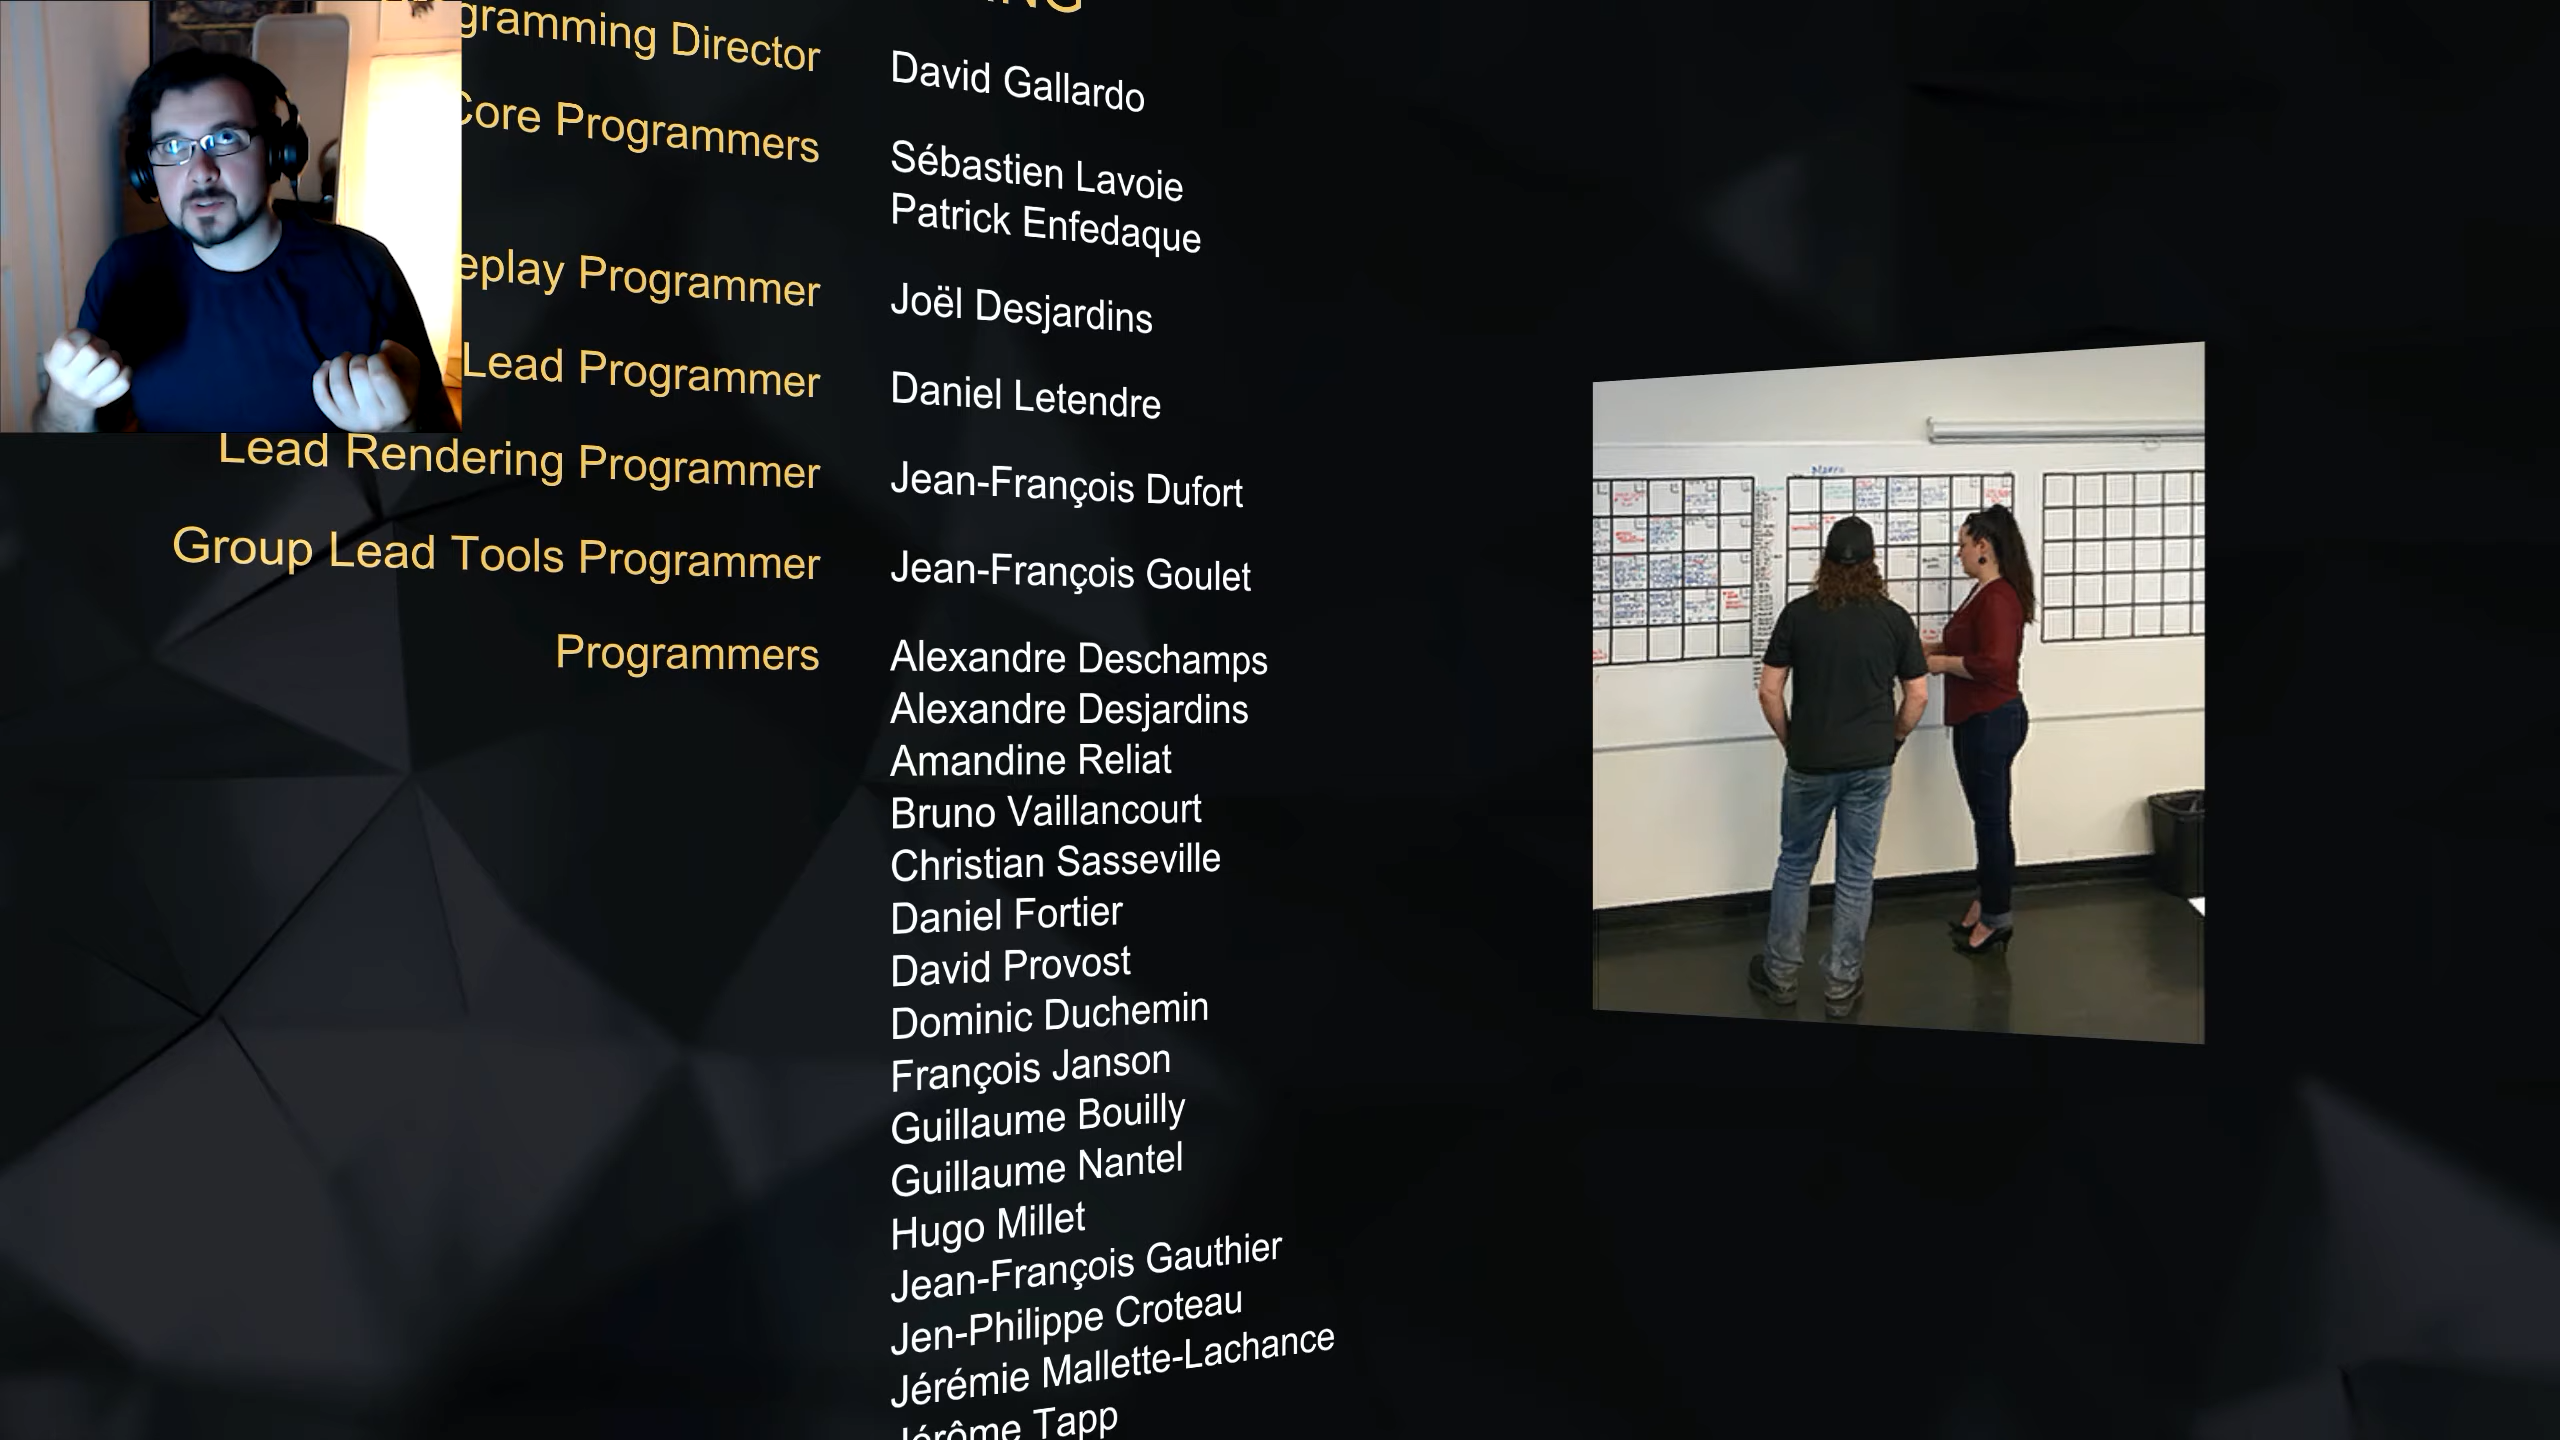 gramming Director
David Gallardo
Core Programmers
Sébastien Lavoie
Patrick Enfedaque
eplay Programmer
Joël Desjardins
Lead Programmer
Daniel Letendre
Lead Rendering Programmer
Jean-François Dufort
Group Lead Tools Programmer
Jean-François Goulet
Programmers
Alexandre Deschamps
Alexandre Desjardins
Amandine Reliat
Bruno Vaillancourt
Christian Sasseville
Daniel Fortier
David Provost
Dominic Duchemin
François Janson
Guillaume Bouilly
Guillaume Nantel
Hugo Millet
Jean-François Gauthier
Jen-Philippe Croteau
Jérémie Mallette-Lachance
Jérôme Tapp